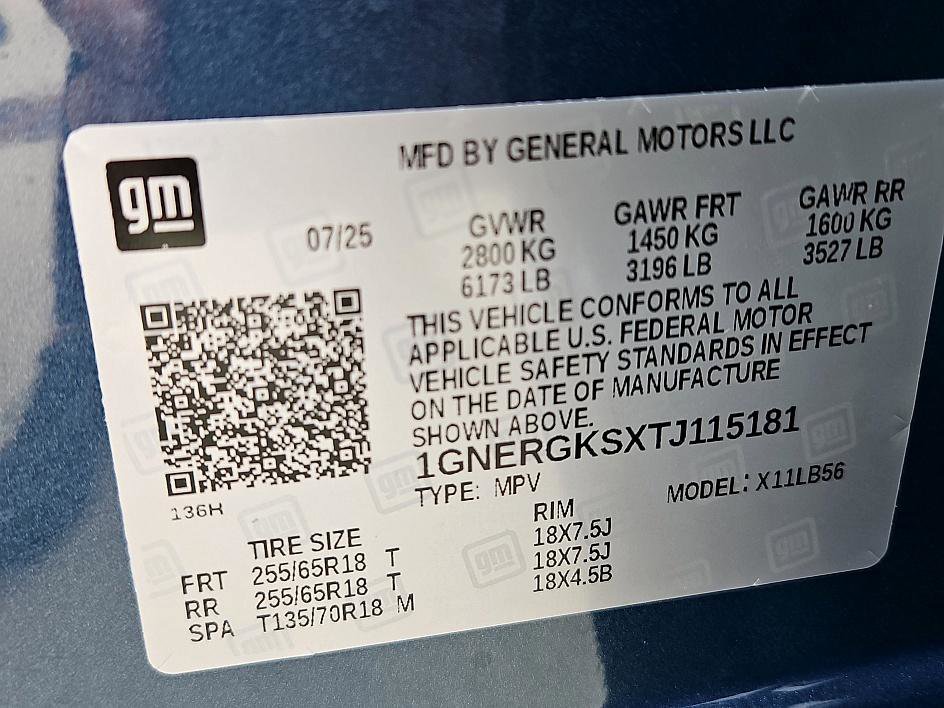 gm
MFD BY GENERAL MOTORS LLC
07/25
GVWR GAWR FRT GAWR RR
2800 KG 1450 KG 1600 KG
6173 LB 3196 LB 3527 LB
THIS VEHICLE CONFORMS TO ALL
APPLICABLE U.S. FEDERAL MOTOR
VEHICLE SAFETY STANDARDS IN EFFECT
ON THE DATE OF MANUFACTURE
SHOWN ABOVE.
1GNERGKSXTJ115181
TYPE: MPV MODEL: X11LB56
136H
TIRE SIZE RIM
FRT 255/65R18 T 18X7.5J
RR 255/65R18 T 18X7.5J
SPA T135/70R18 M 18X4.5B